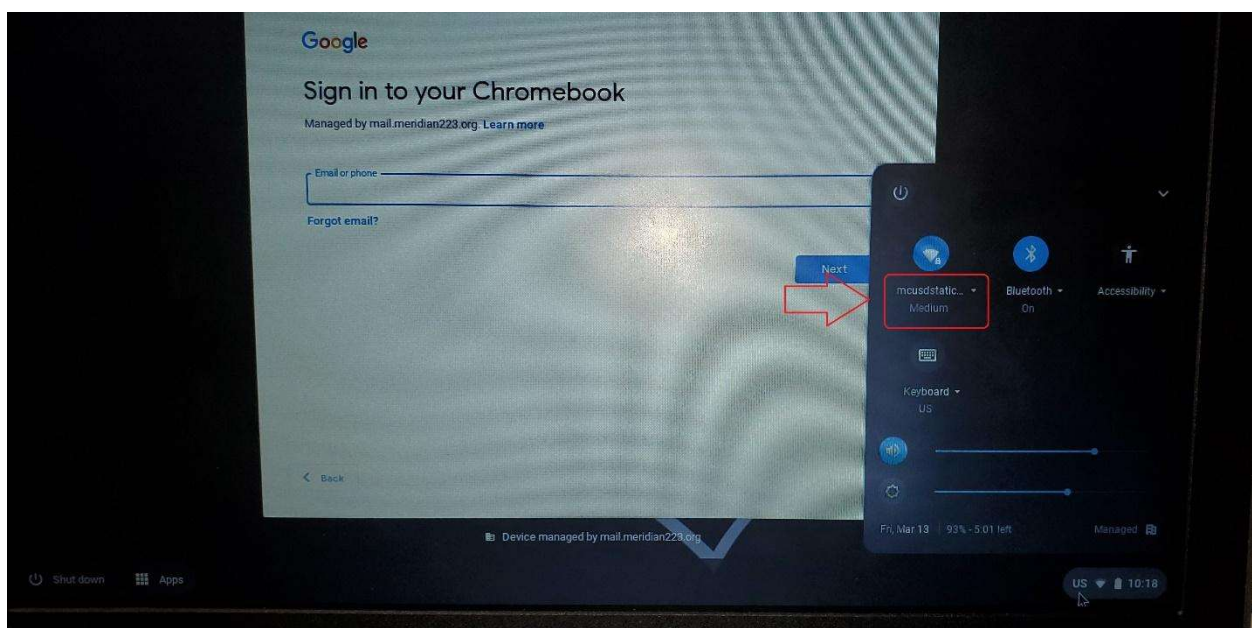 Google
Sign in to your Chromebook
Managed by mail.meridian223.org. Learn more
Email or phone
Forgot email?
Next
mcusdstatic...
Medium
Bluetooth
On
Accessibility
Keyboard
US
Back
Fri, Mar 13 93% - 5:01 left Managed
Device managed by mail.meridian223.org
Shut down Apps
US 10:18